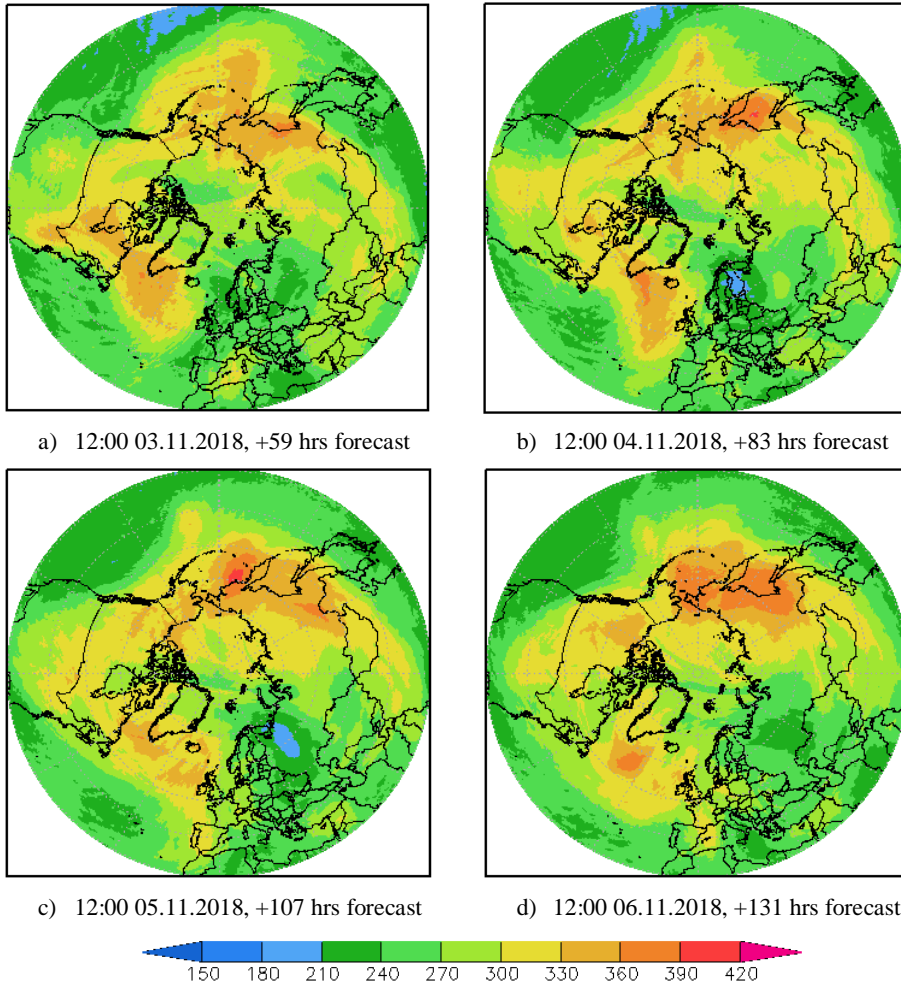 a) 12:00 03.11.2018, +59 hrs forecast
b) 12:00 04.11.2018, +83 hrs forecast
c) 12:00 05.11.2018, +107 hrs forecast
d) 12:00 06.11.2018, +131 hrs forecast
150 180 210 240 270 300 330 360 390 420